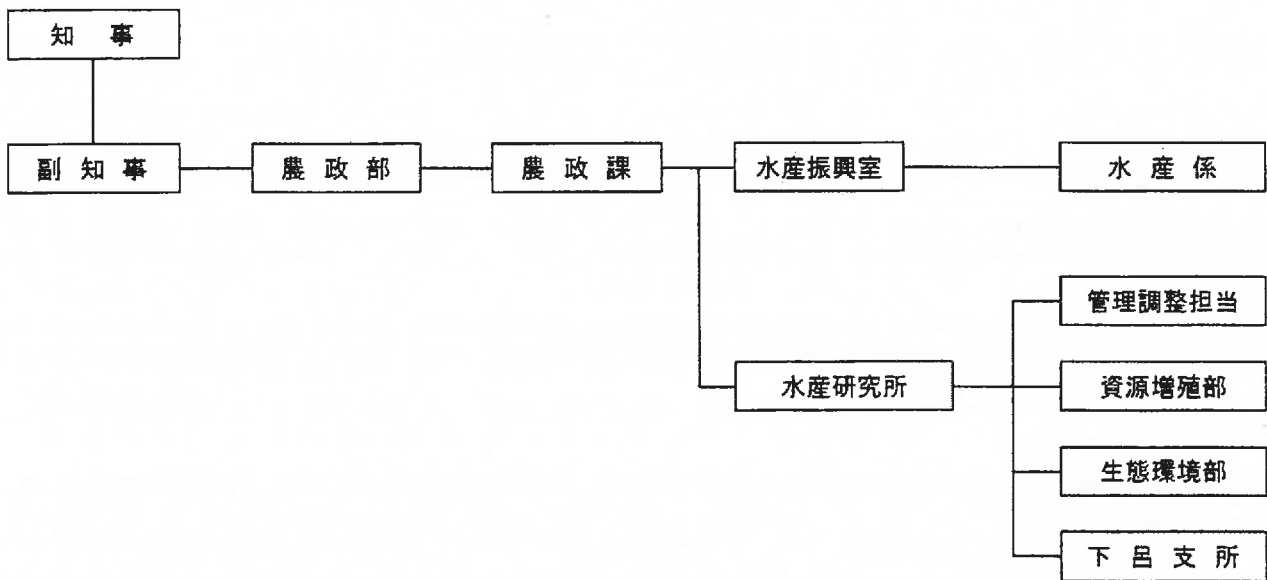 知事
副知事
農政部
農政課
水産振興室
水産係
管理調整担当
水産研究所
資源増殖部
生態環境部
下呂支所